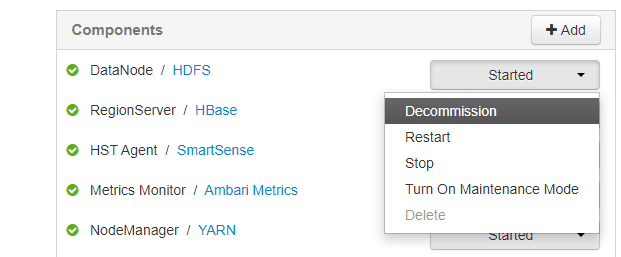 Components
+ Add
DataNode / HDFS
Started
RegionServer / HBase
Decommission
Restart
HST Agent / SmartSense
Stop
Metrics Monitor / Ambari Metrics
Turn On Maintenance Mode
Delete
NodeManager / YARN
Started